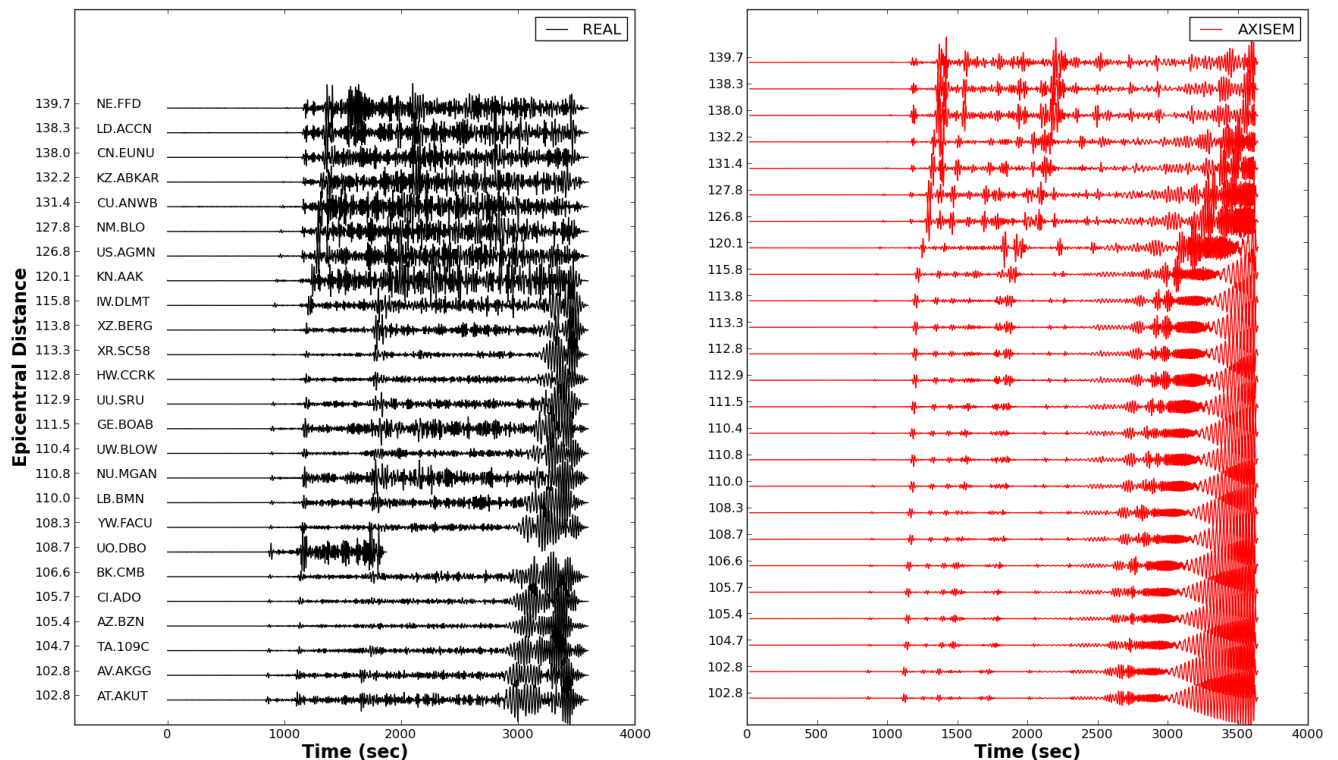 REAL
Epicentral Distance
139.7 NE.FFD
138.3 LD.ACCN
138.0 CN.EUNU
132.2 KZ.ABKAR
131.4 CU.ANWB
127.8 NM.BLO
126.8 US.AGMN
120.1 KN.AAK
115.8 IW.DLMT
113.8 XZ.BERG
113.3 XR.SC58
112.8 HW.CCRK
112.9 UU.SRU
111.5 GE.BOAB
110.4 UW.BLOW
110.8 NU.MGAN
110.0 LB.BMN
108.3 YW.FACU
108.7 UO.DBO
106.6 BK.CMB
105.7 CI.ADO
105.4 AZ.BZN
104.7 TA.109C
102.8 AV.AKGG
102.8 AT.AKUT
0 1000 2000 3000 4000
Time (sec)
AXISEM
139.7
138.3
138.0
132.2
131.4
127.8
126.8
120.1
115.8
113.8
113.3
112.8
112.9
111.5
110.4
110.8
110.0
108.3
108.7
106.6
105.7
105.4
104.7
102.8
102.8
0 500 1000 1500 2000 2500 3000 3500 4000
Time (sec)